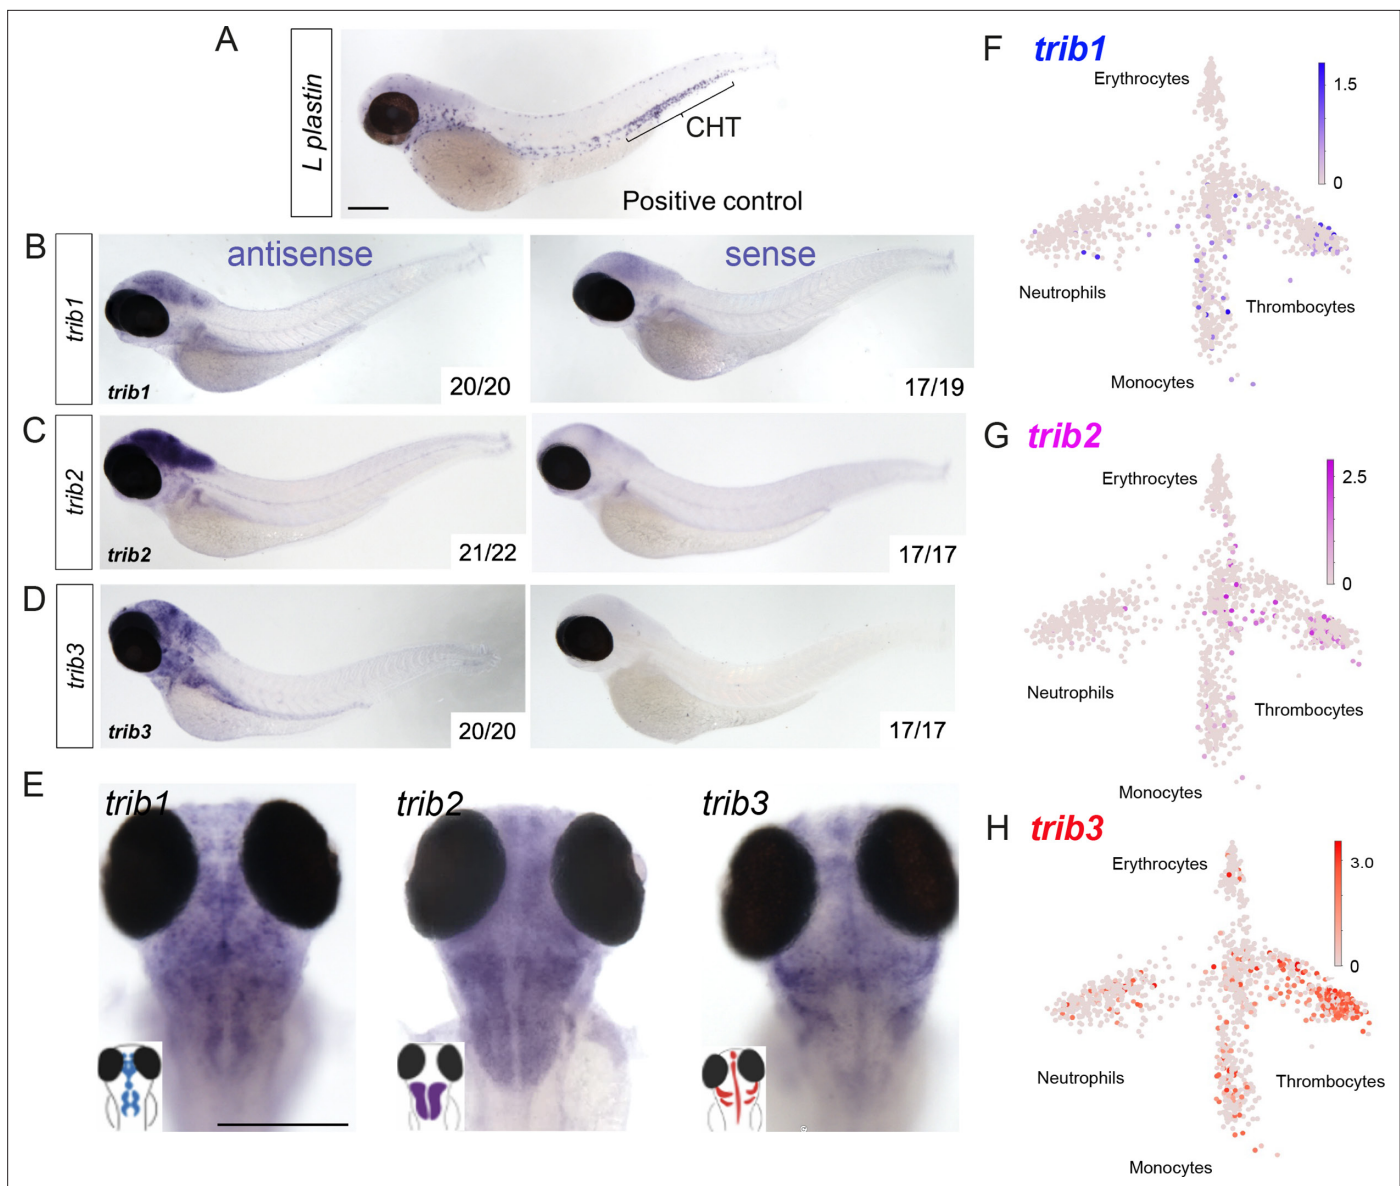 A
L plastin
CHT
Positive control
B
trib1
antisense
sense
trib1
20/20
17/19
C
trib2
trib2
21/22
17/17
D
trib3
trib3
20/20
17/17
E
trib1
trib2
trib3
F
trib1
Erythrocytes
1.5
0
Neutrophils
Thrombocytes
Monocytes
G
trib2
Erythrocytes
2.5
0
Neutrophils
Thrombocytes
Monocytes
H
trib3
Erythrocytes
3.0
0
Neutrophils
Thrombocytes
Monocytes